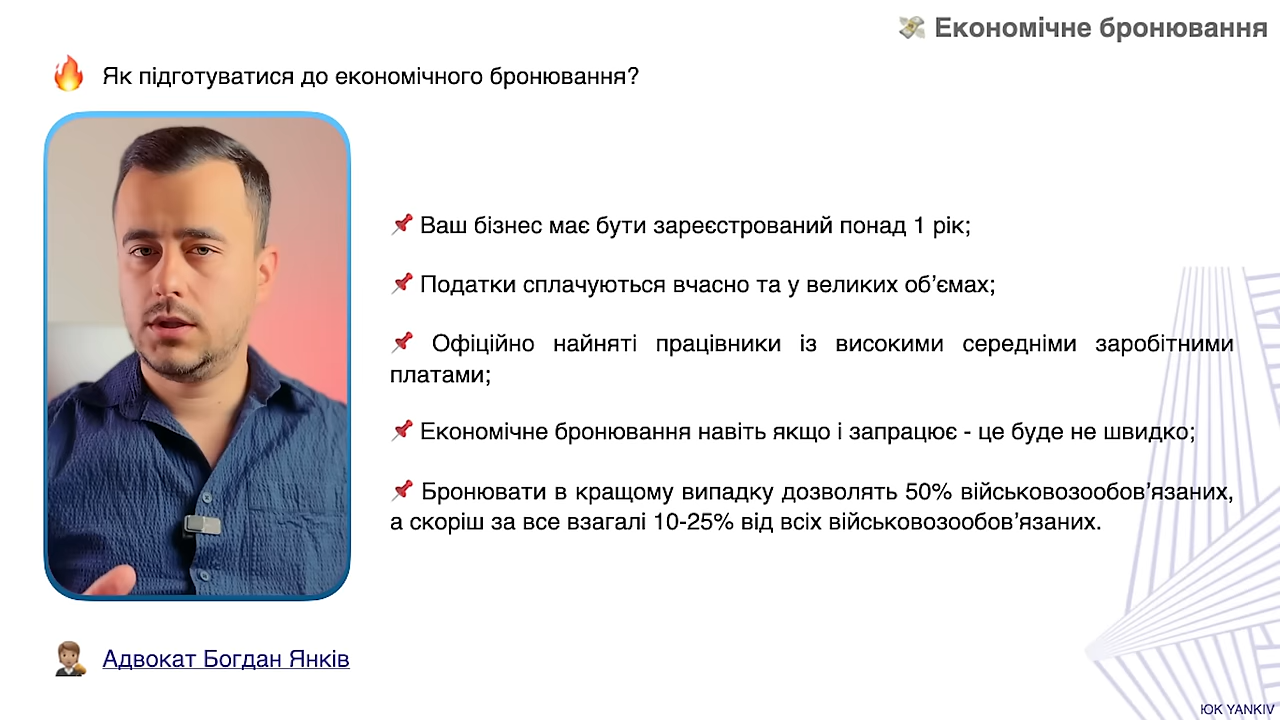 Економічне бронювання
Як підготуватися до економічного бронювання?
Ваш бізнес має бути зареєстрований понад 1 рік;
Податки сплачуються вчасно та у великих об’ємах;
Офіційно найняті працівники із високими середніми заробітними
платами;
Економічне бронювання навіть якщо і запрацює - це буде не швидко;
Бронювати в кращому випадку дозволять 50% військовозообов’язаних,
а скоріш за все взагалі 10-25% від всіх військовозообов’язаних.
Адвокат Богдан Янків
ЮК YANKIV